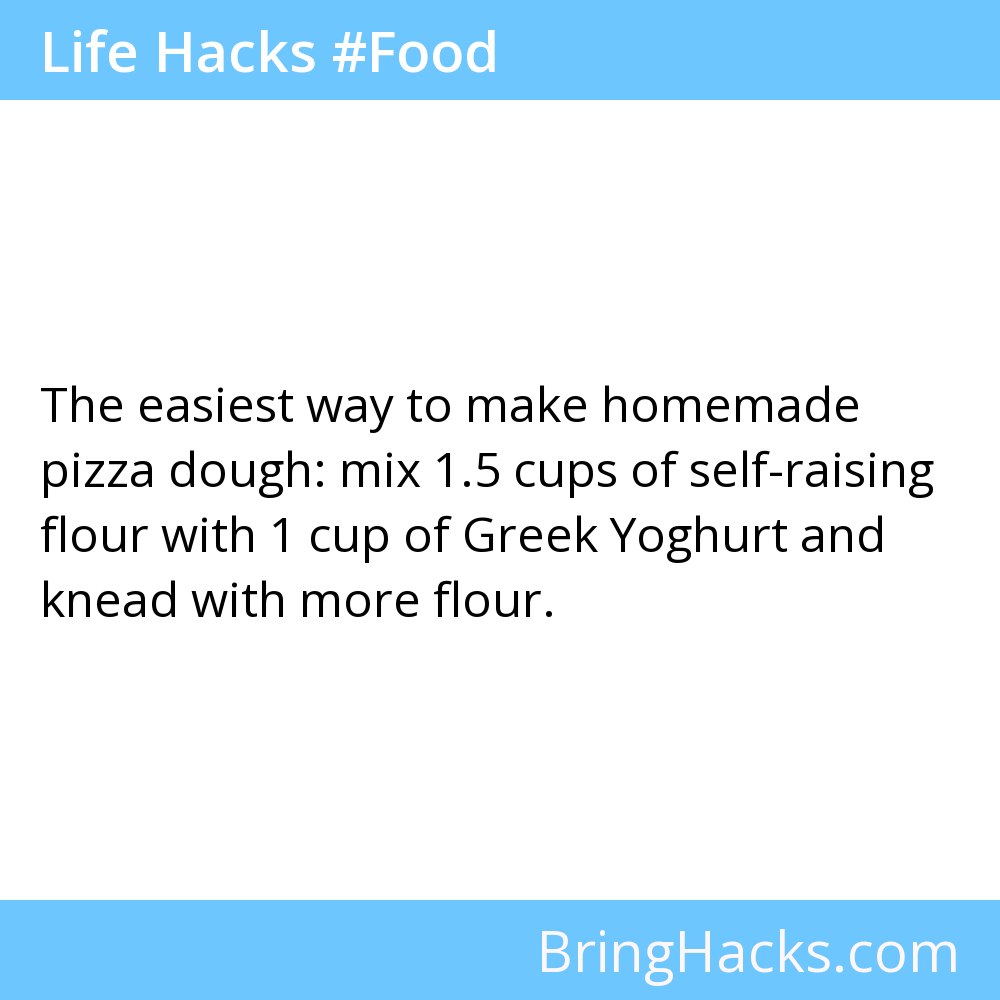 Life Hacks #Food
The easiest way to make homemade
pizza dough: mix 1.5 cups of self-raising
flour with 1 cup of Greek Yoghurt and
knead with more flour.
BringHacks.com